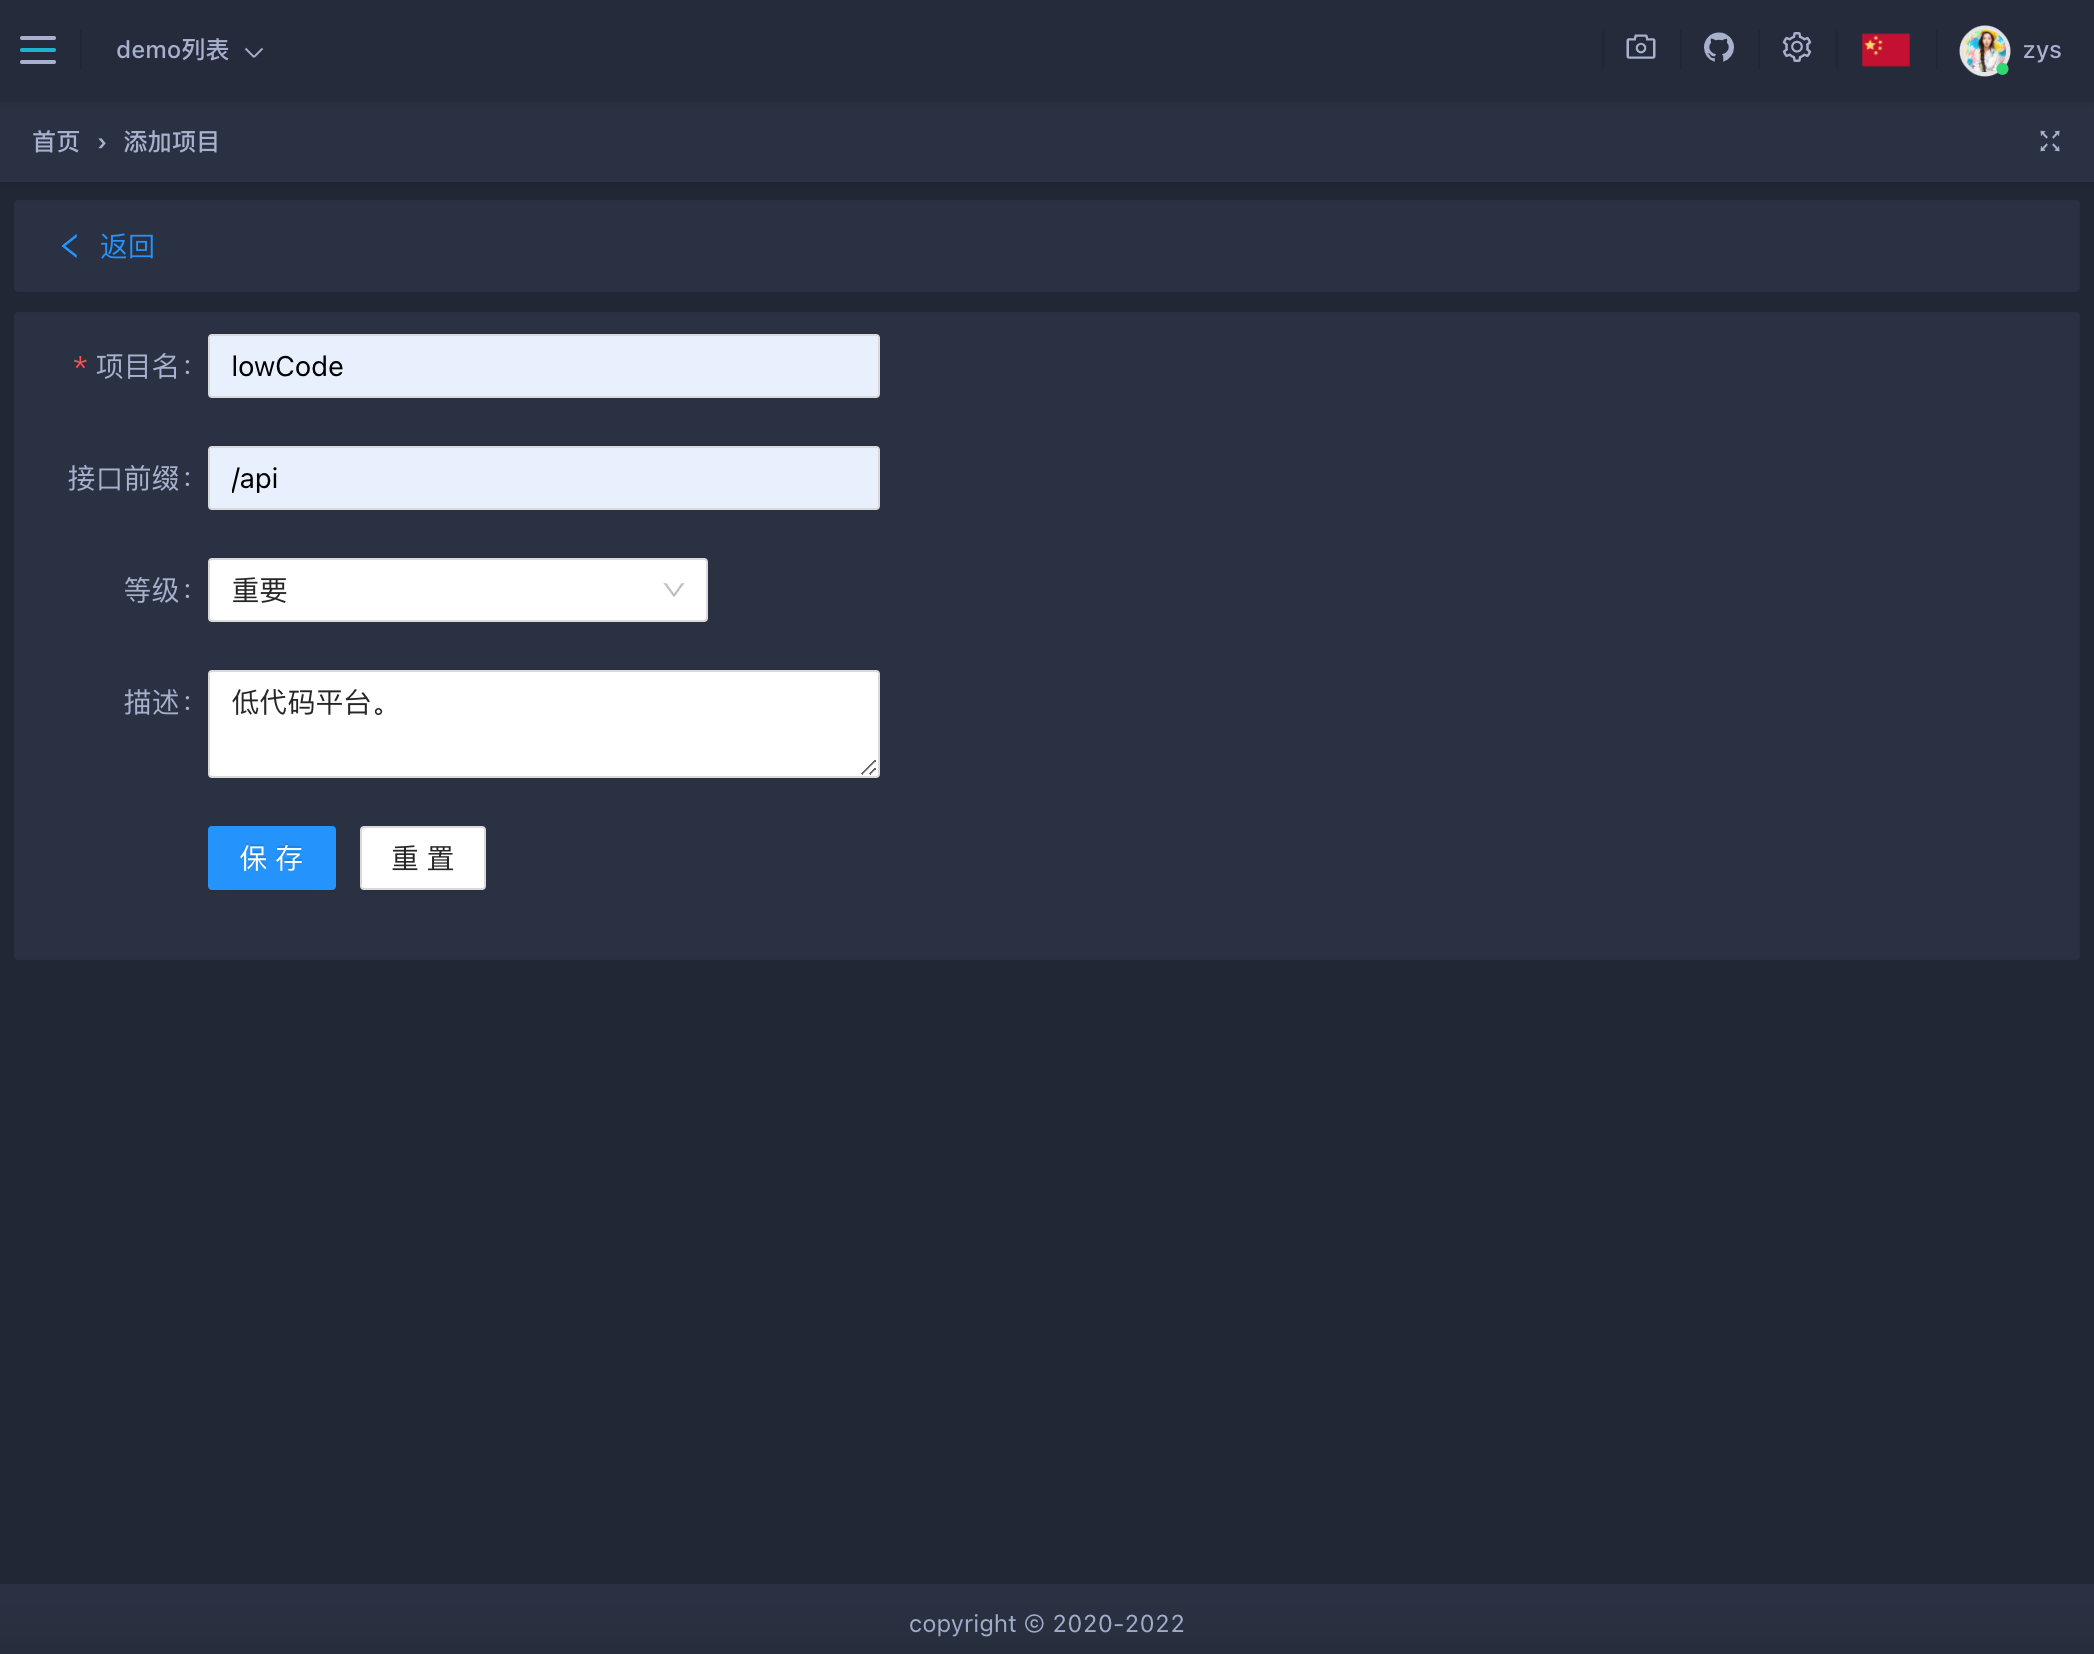 demo列表
zys
首页 › 添加项目
返回
* 项目名: lowCode
接口前缀: /api
等级: 重要
描述: 低代码平台。
保 存 重 置
copyright © 2020-2022